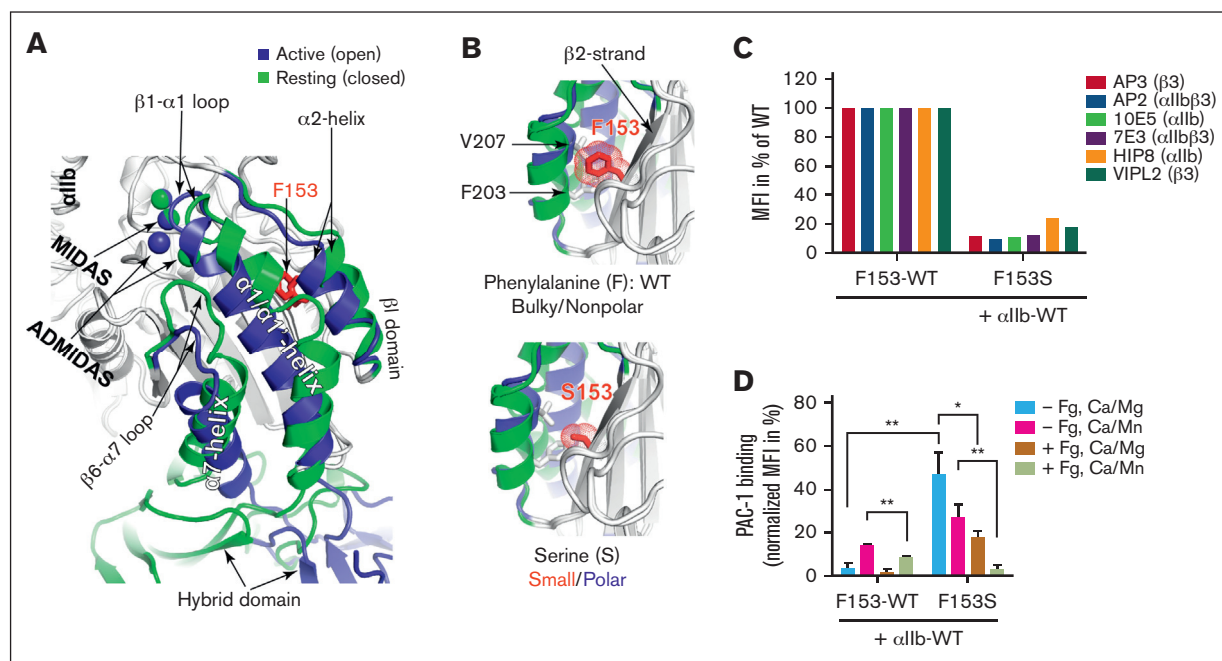 A
Active (open)
Resting (closed)
β1-α1 loop
α2-helix
αIIb
F153
MIDAS
α1/α1'-helix
βI domain
ADMIDAS
β6-α7 loop
α7-helix
Hybrid domain
B
β2-strand
F153
V207
F203
Phenylalanine (F): WT
Bulky/Nonpolar
S153
Serine (S)
Small/Polar
C
MFI in % of WT
120
100
80
60
40
20
0
F153-WT
F153S
+ αIIb-WT
AP3 (β3)
AP2 (αIIbβ3)
10E5 (αIIb)
7E3 (αIIbβ3)
HIP8 (αIIb)
VIPL2 (β3)
D
PAC-1 binding
(normalized MFI in %)
80
60
40
20
0
**
**
*
**
F153-WT
F153S
+ αIIb-WT
– Fg, Ca/Mg
– Fg, Ca/Mn
+ Fg, Ca/Mg
+ Fg, Ca/Mn